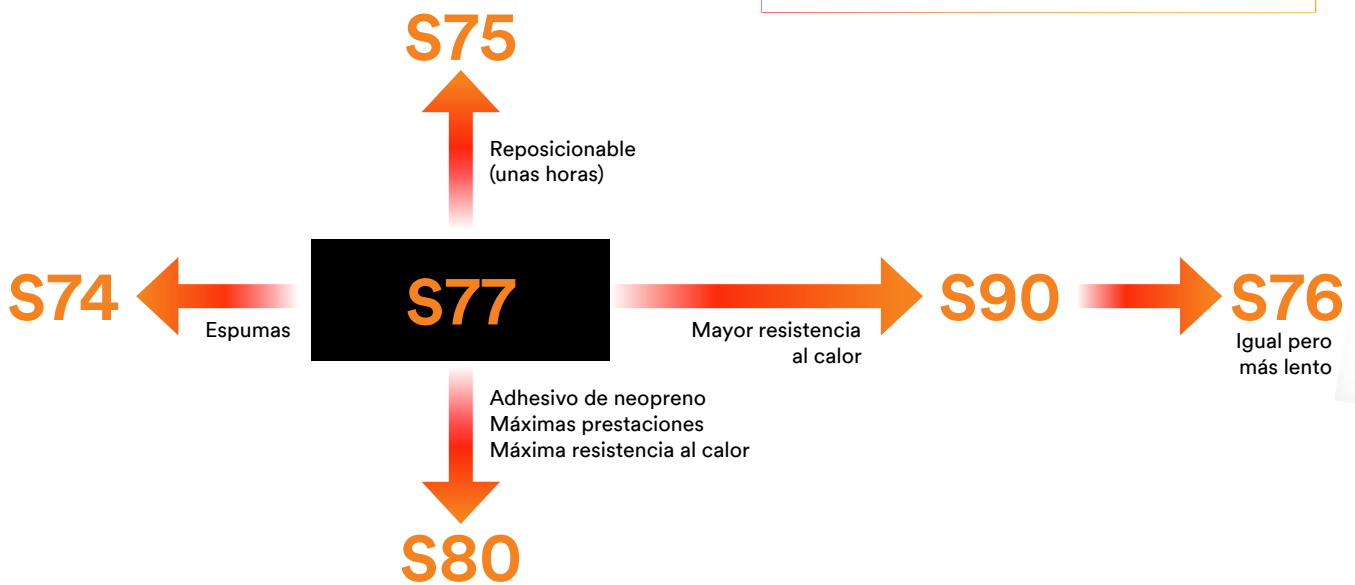 S75
Reposicionable
(unas horas)
S74
Espumas
S77
Mayor resistencia
al calor
S90
S76
Igual pero
más lento
Adhesivo de neopreno
Máximas prestaciones
Máxima resistencia al calor
S80